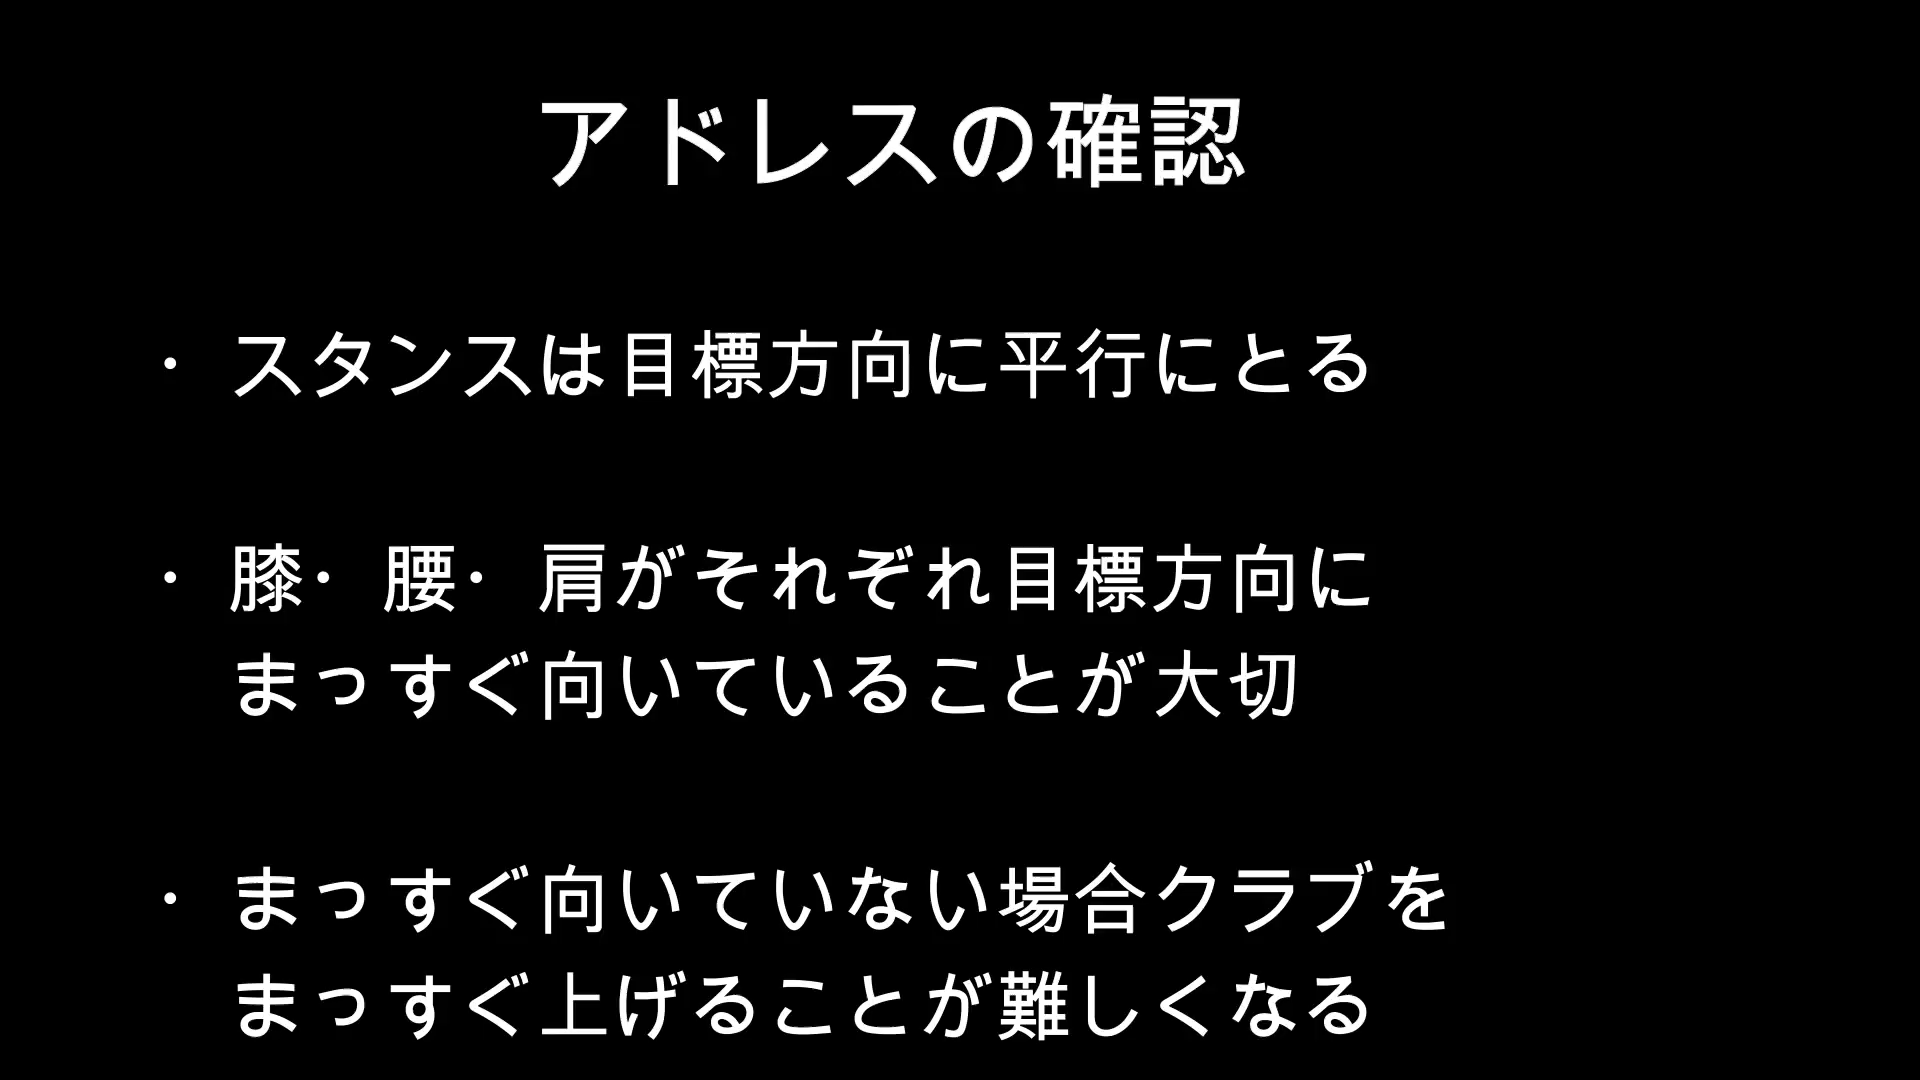 アドレスの確認
・ スタンスは目標方向に平行にとる
・ 膝・腰・肩がそれぞれ目標方向に
まっすぐ向いていることが大切
・ まっすぐ向いていない場合クラブを
まっすぐ上げることが難しくなる